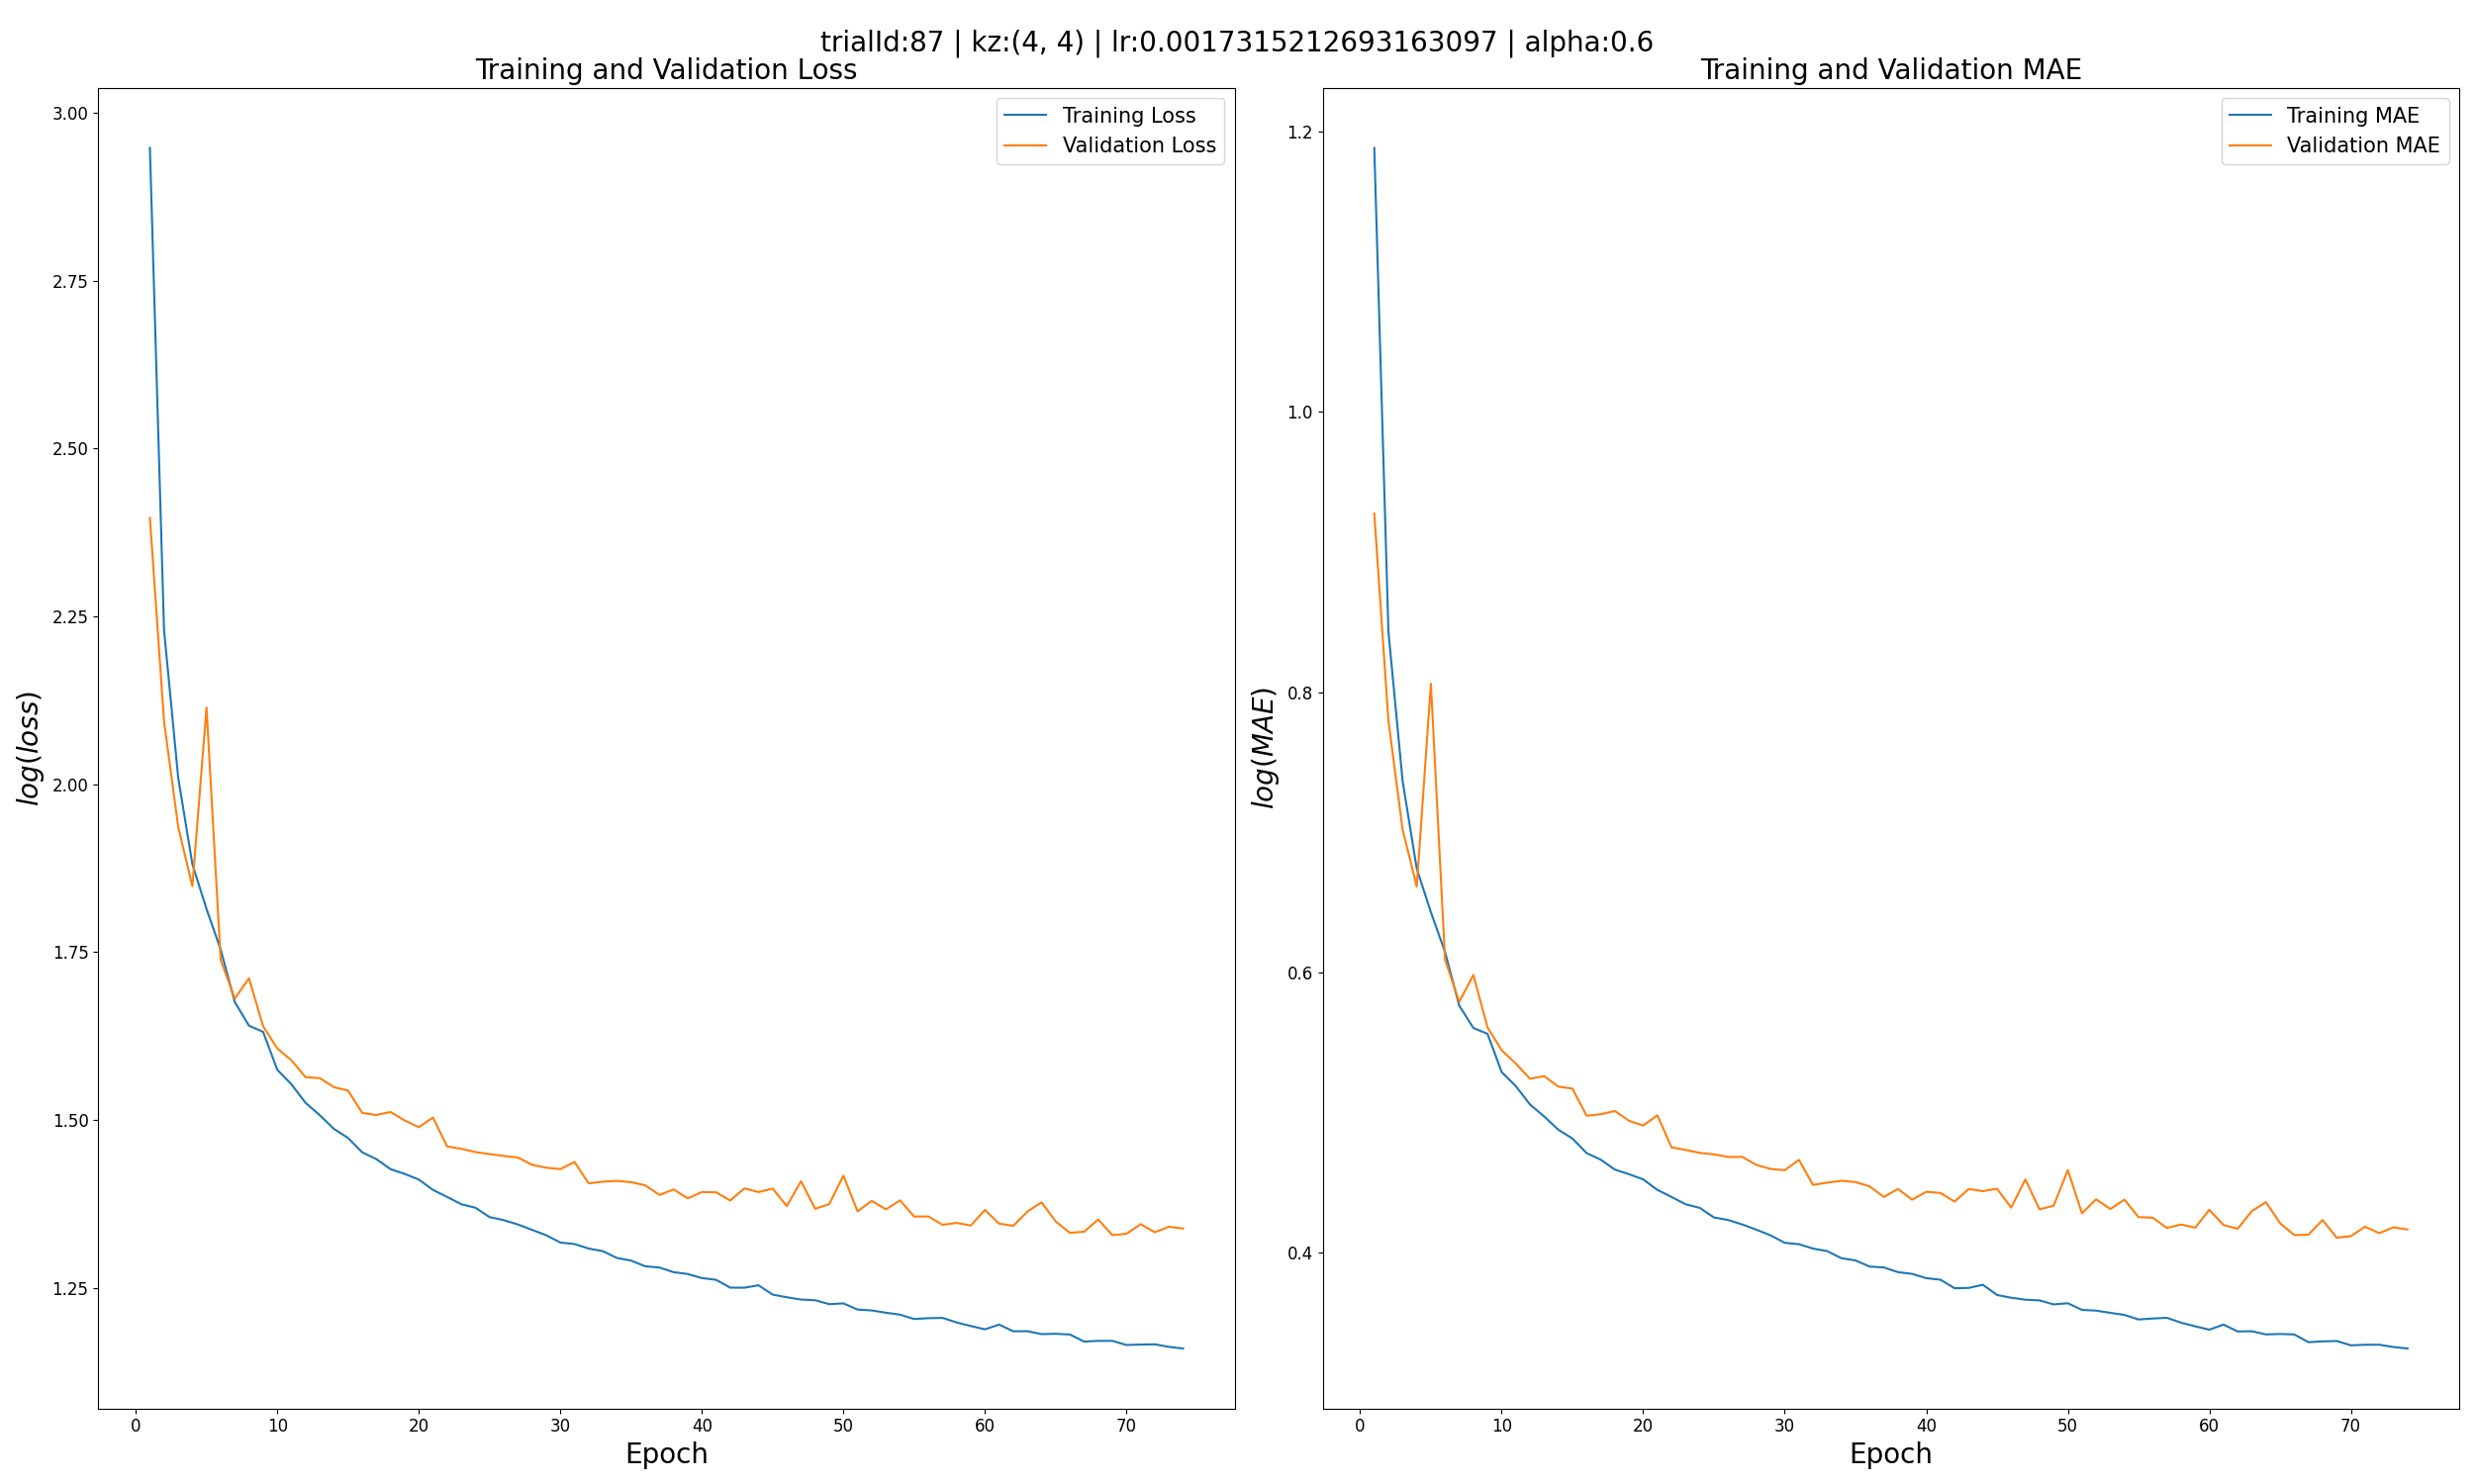 trialId:87 | kz:(4, 4) | lr:0.0017315212693163097 | alpha:0.6
Training and Validation Loss
3.00
2.75
2.50
2.25
2.00
1.75
1.50
1.25
log(loss)
Training Loss
Validation Loss
0 10 20 30 40 50 60 70
Epoch
Training and Validation MAE
1.2
1.0
0.8
0.6
0.4
log(MAE)
Training MAE
Validation MAE
0 10 20 30 40 50 60 70
Epoch